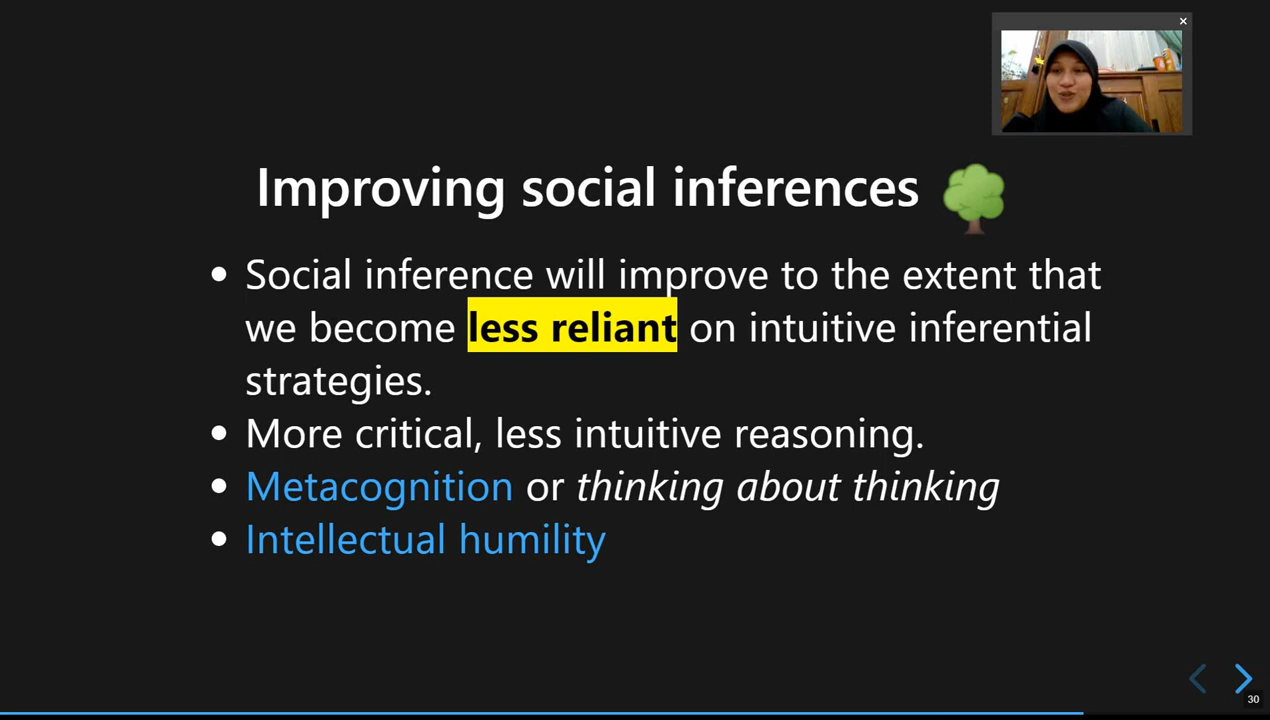 Improving social inferences
• Social inference will improve to the extent that
we become less reliant on intuitive inferential
strategies.
• More critical, less intuitive reasoning.
• Metacognition or thinking about thinking
• Intellectual humility
30